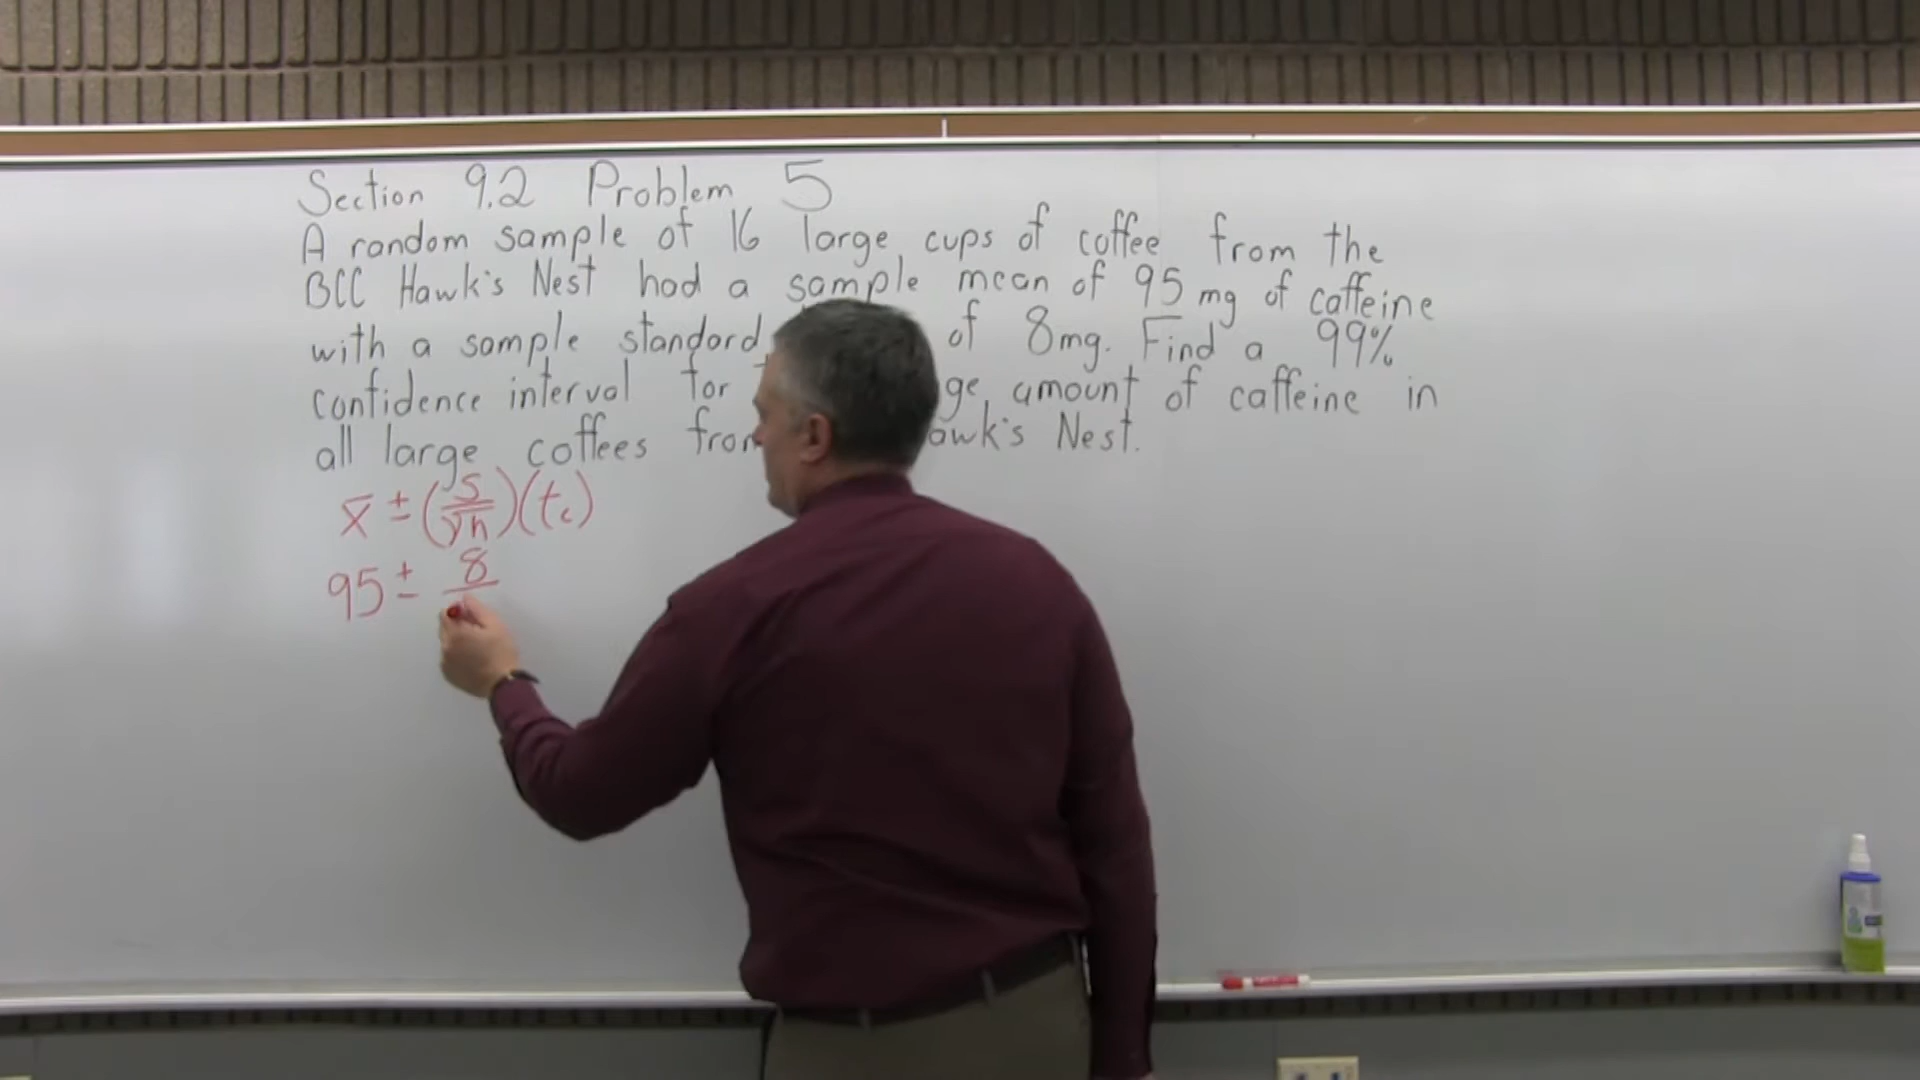 Section 9.2 Problem 5
A random sample of 16 large cups of coffee from the
BCC Hawk's Nest had a sample mean of 95 mg of caffeine
with a sample standard of 8mg. Find a 99%
confidence interval for amount of caffeine in
all large coffees Nest.
x̄ ± (s/√n)(tc)
95 ± 8